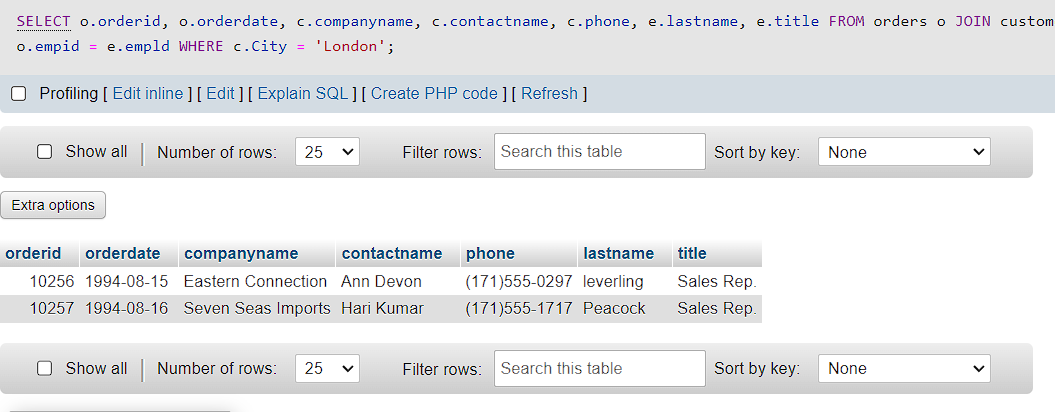 SELECT o.orderid, o.orderdate, c.companyname, c.contactname, c.phone, e.lastname, e.title FROM orders o JOIN custom
o.empid = e.empld WHERE c.City = 'London';
Profiling [ Edit inline ] [ Edit ] [ Explain SQL ] [ Create PHP code ] [ Refresh ]
Show all | Number of rows: 25 Filter rows: Search this table Sort by key: None
Extra options
orderid orderdate companyname contactname phone lastname title
10256 1994-08-15 Eastern Connection Ann Devon (171)555-0297 leverling Sales Rep.
10257 1994-08-16 Seven Seas Imports Hari Kumar (171)555-1717 Peacock Sales Rep.
Show all | Number of rows: 25 Filter rows: Search this table Sort by key: None